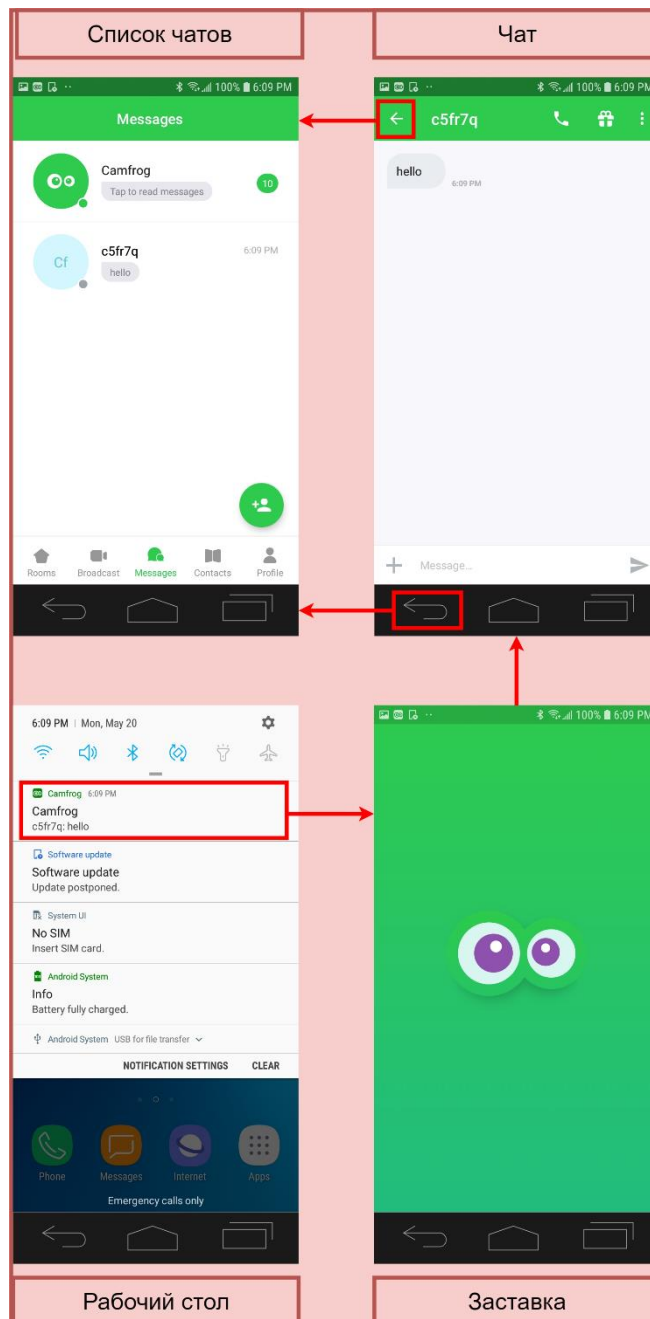 Список чатов
Чат
100% 6:09 PM
Messages
Camfrog
Tap to read messages
10
Cf
c5fr7q
6:09 PM
hello
Rooms
Broadcast
Messages
Contacts
Profile
100% 6:09 PM
c5fr7q
hello
6:09 PM
Message...
6:09 PM | Mon, May 20
Camfrog 6:09 PM
Camfrog
c5fr7q: hello
Software update
Software update
Update postponed.
System UI
No SIM
Insert SIM card.
Android System
Info
Battery fully charged.
Android System USB for file transfer
NOTIFICATION SETTINGS CLEAR
Phone
Messages
Internet
Apps
Emergency calls only
100% 6:09 PM
Рабочий стол
Заставка